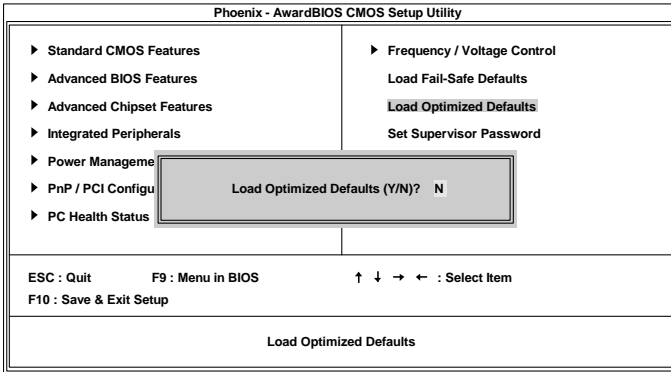 Phoenix - AwardBIOS CMOS Setup Utility
Standard CMOS Features
Advanced BIOS Features
Advanced Chipset Features
Integrated Peripherals
Power Manageme
PnP / PCI Configu
PC Health Status
Frequency / Voltage Control
Load Fail-Safe Defaults
Load Optimized Defaults
Set Supervisor Password
Load Optimized Defaults (Y/N)? N
ESC : Quit F9 : Menu in BIOS ↑ ↓ → ← : Select Item
F10 : Save & Exit Setup
Load Optimized Defaults